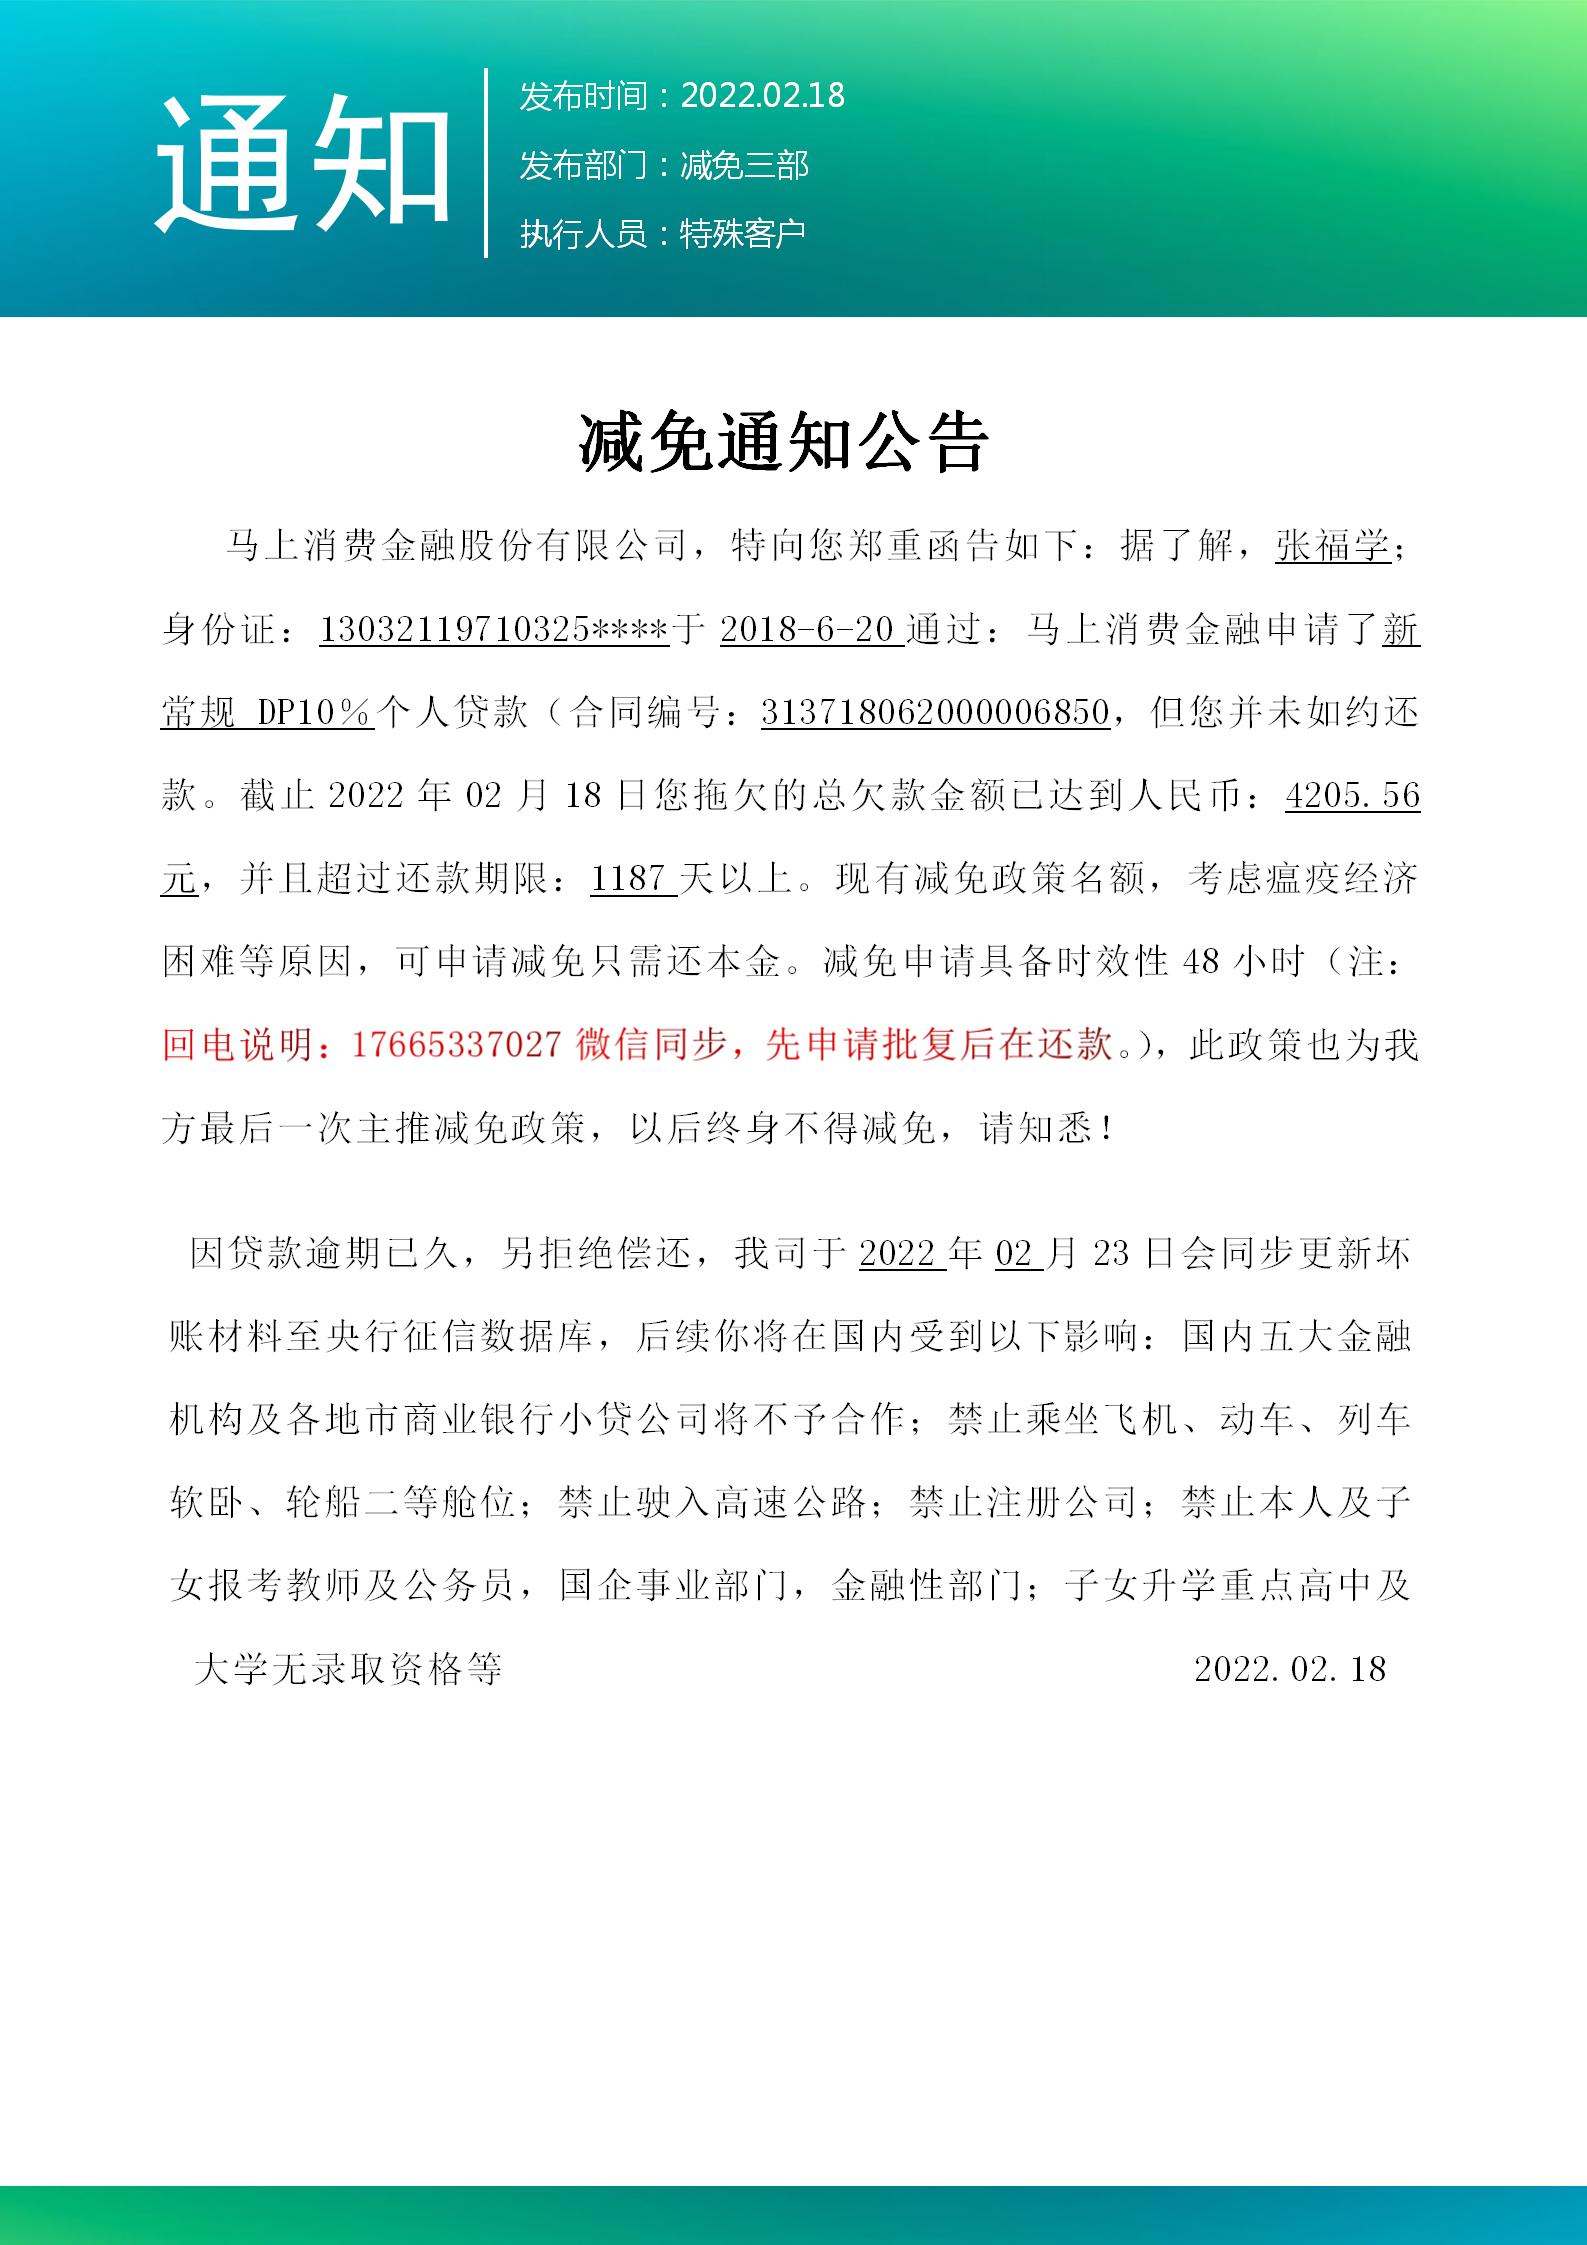 通知
发布时间：2022.02.18
发布部门：减免三部
执行人员：特殊客户
减免通知公告
马上消费金融股份有限公司，特向您郑重函告如下：据了解，张福学；
身份证：13032119710325****于 2018-6-20 通过：马上消费金融申请了新
常规 DP10%个人贷款（合同编号：313718062000006850，但您并未如约还
款。截止 2022 年 02 月 18 日您拖欠的总欠款金额已达到人民币：4205.56
元，并且超过还款期限：1187 天以上。现有减免政策名额，考虑瘟疫经济
困难等原因，可申请减免只需还本金。减免申请具备时效性 48 小时（注：
回电说明：17665337027 微信同步，先申请批复后在还款。），此政策也为我
方最后一次主推减免政策，以后终身不得减免，请知悉！
因贷款逾期已久，另拒绝偿还，我司于 2022 年 02 月 23 日会同步更新坏
账材料至央行征信数据库，后续你将在国内受到以下影响：国内五大金融
机构及各地市商业银行小贷公司将不予合作；禁止乘坐飞机、动车、列车
软卧、轮船二等舱位；禁止驶入高速公路；禁止注册公司；禁止本人及子
女报考教师及公务员，国企事业部门，金融性部门；子女升学重点高中及
大学无录取资格等 2022.02.18